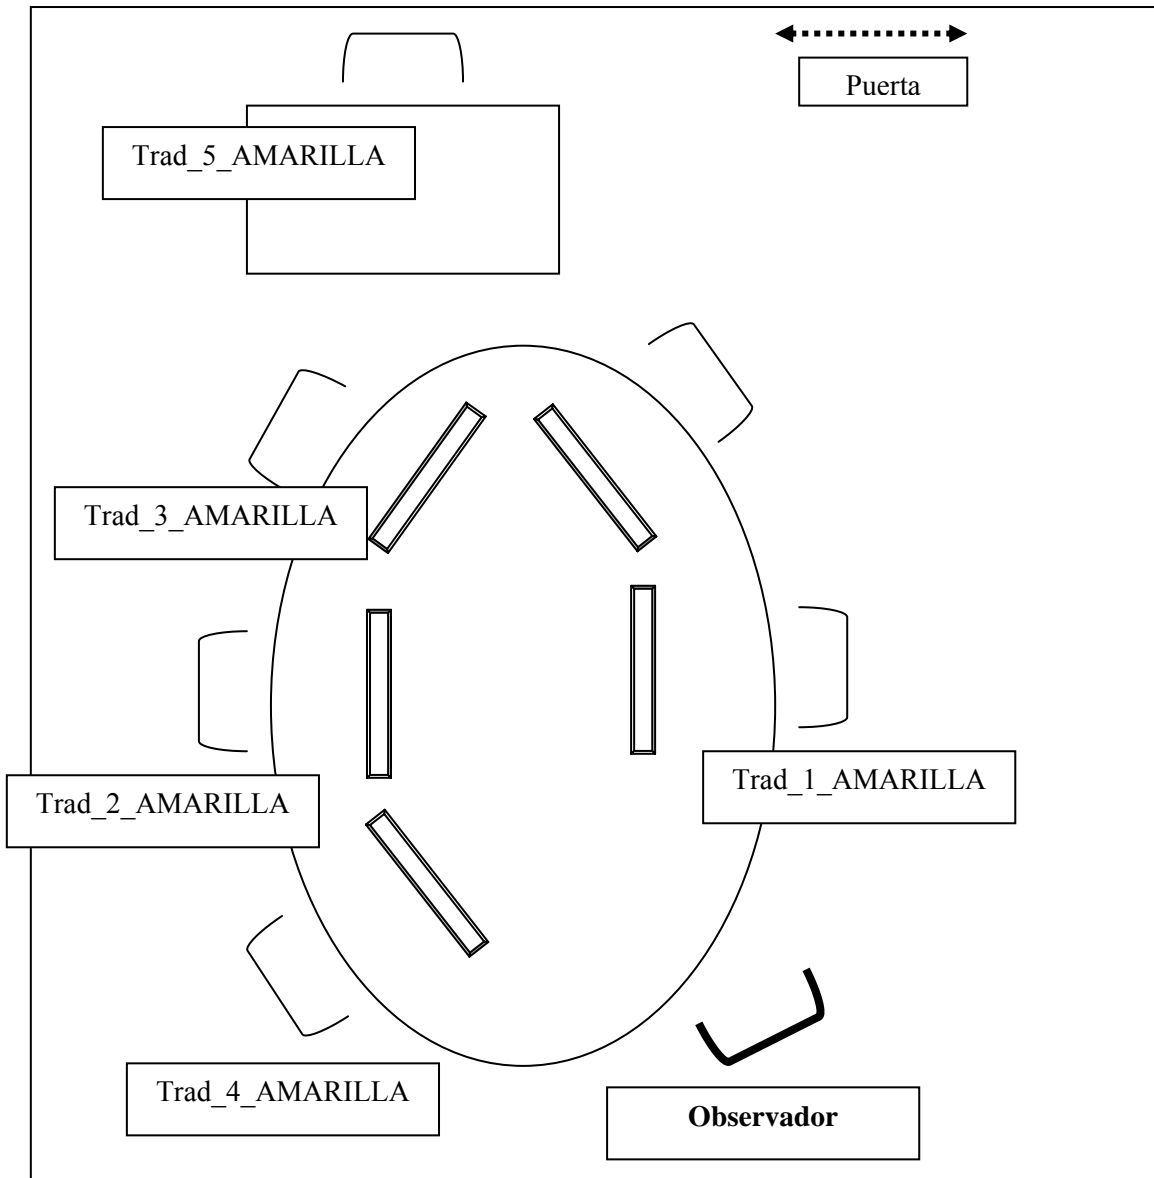 Puerta
Trad_5_AMARILLA
Trad_3_AMARILLA
Trad_1_AMARILLA
Trad_2_AMARILLA
Trad_4_AMARILLA
Observador